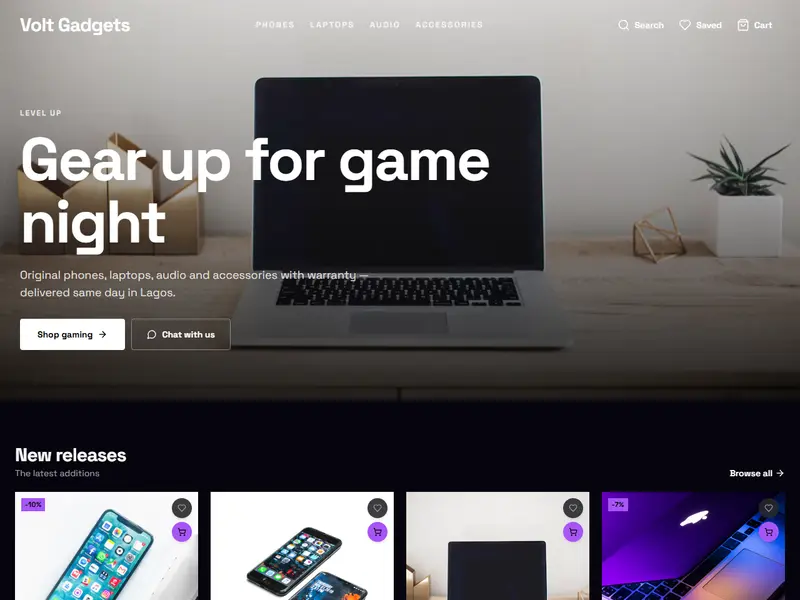 Volt Gadgets
PHONES LAPTOPS AUDIO ACCESSORIES
Search Saved Cart
LEVEL UP
Gear up for game
night
Original phones, laptops, audio and accessories with warranty —
delivered same day in Lagos.
Shop gaming → Chat with us
New releases
The latest additions
Browse all →
-10%
-7%